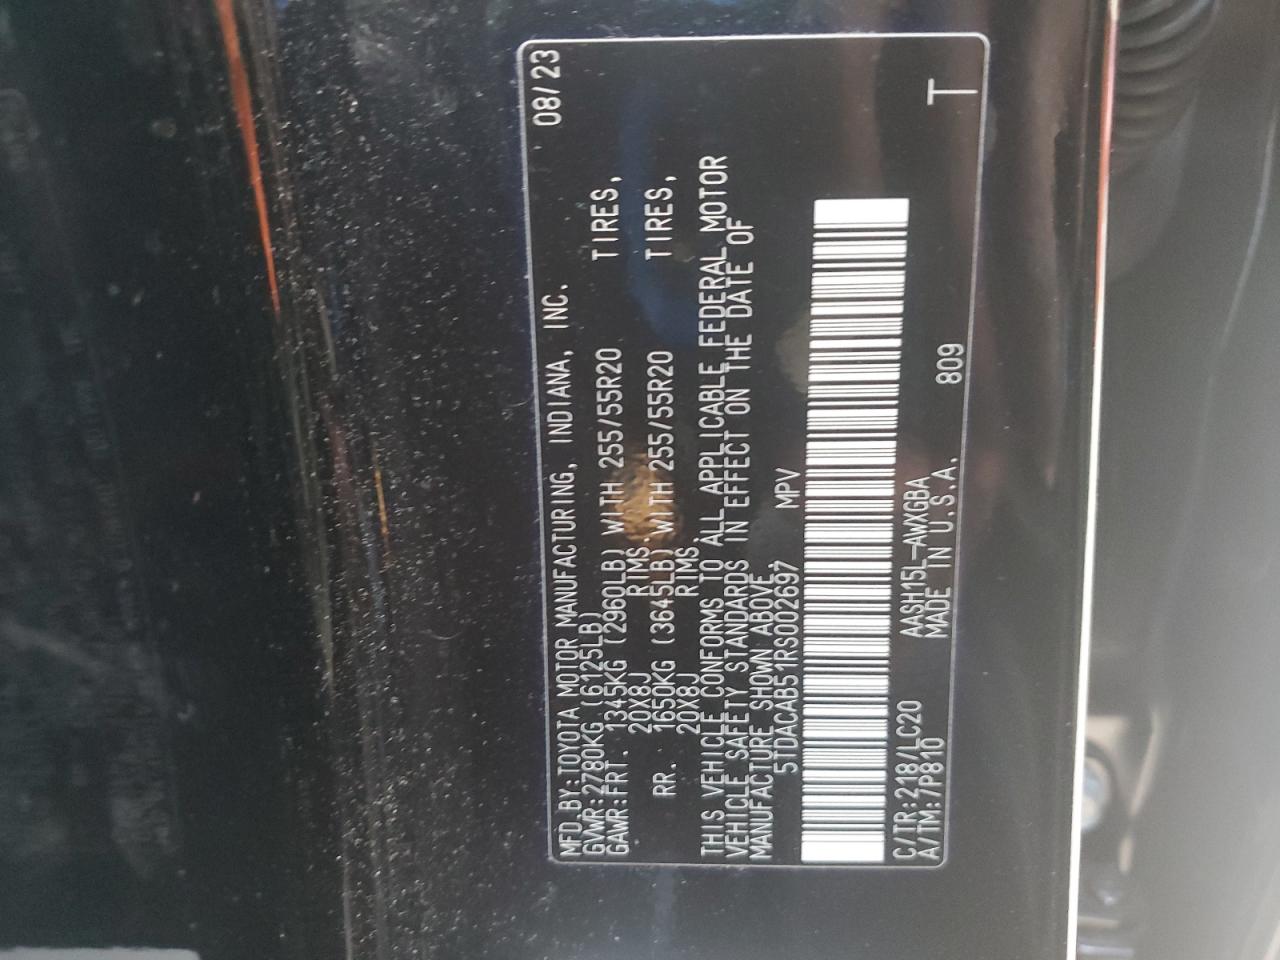 MFD.BY:TOYOTA MOTOR MANUFACTURING, INDIANA, INC. 08/23
GVWR:2780KG (6125LB)
GAWR:FRT. 1345KG (2960LB) WITH 255/55R20 TIRES,
20X8J RIMS.
RR. 1650KG (3645LB) WITH 255/55R20 TIRES,
20X8J RIMS.
THIS VEHICLE CONFORMS TO ALL APPLICABLE FEDERAL MOTOR
VEHICLE SAFETY STANDARDS IN EFFECT ON THE DATE OF
MANUFACTURE SHOWN ABOVE.
5TDACAB51RS002697 MPV
C/TR:218/LC20 AASH15L-AWXGBA
A/TM:/P810 MADE IN U.S.A. 809 T